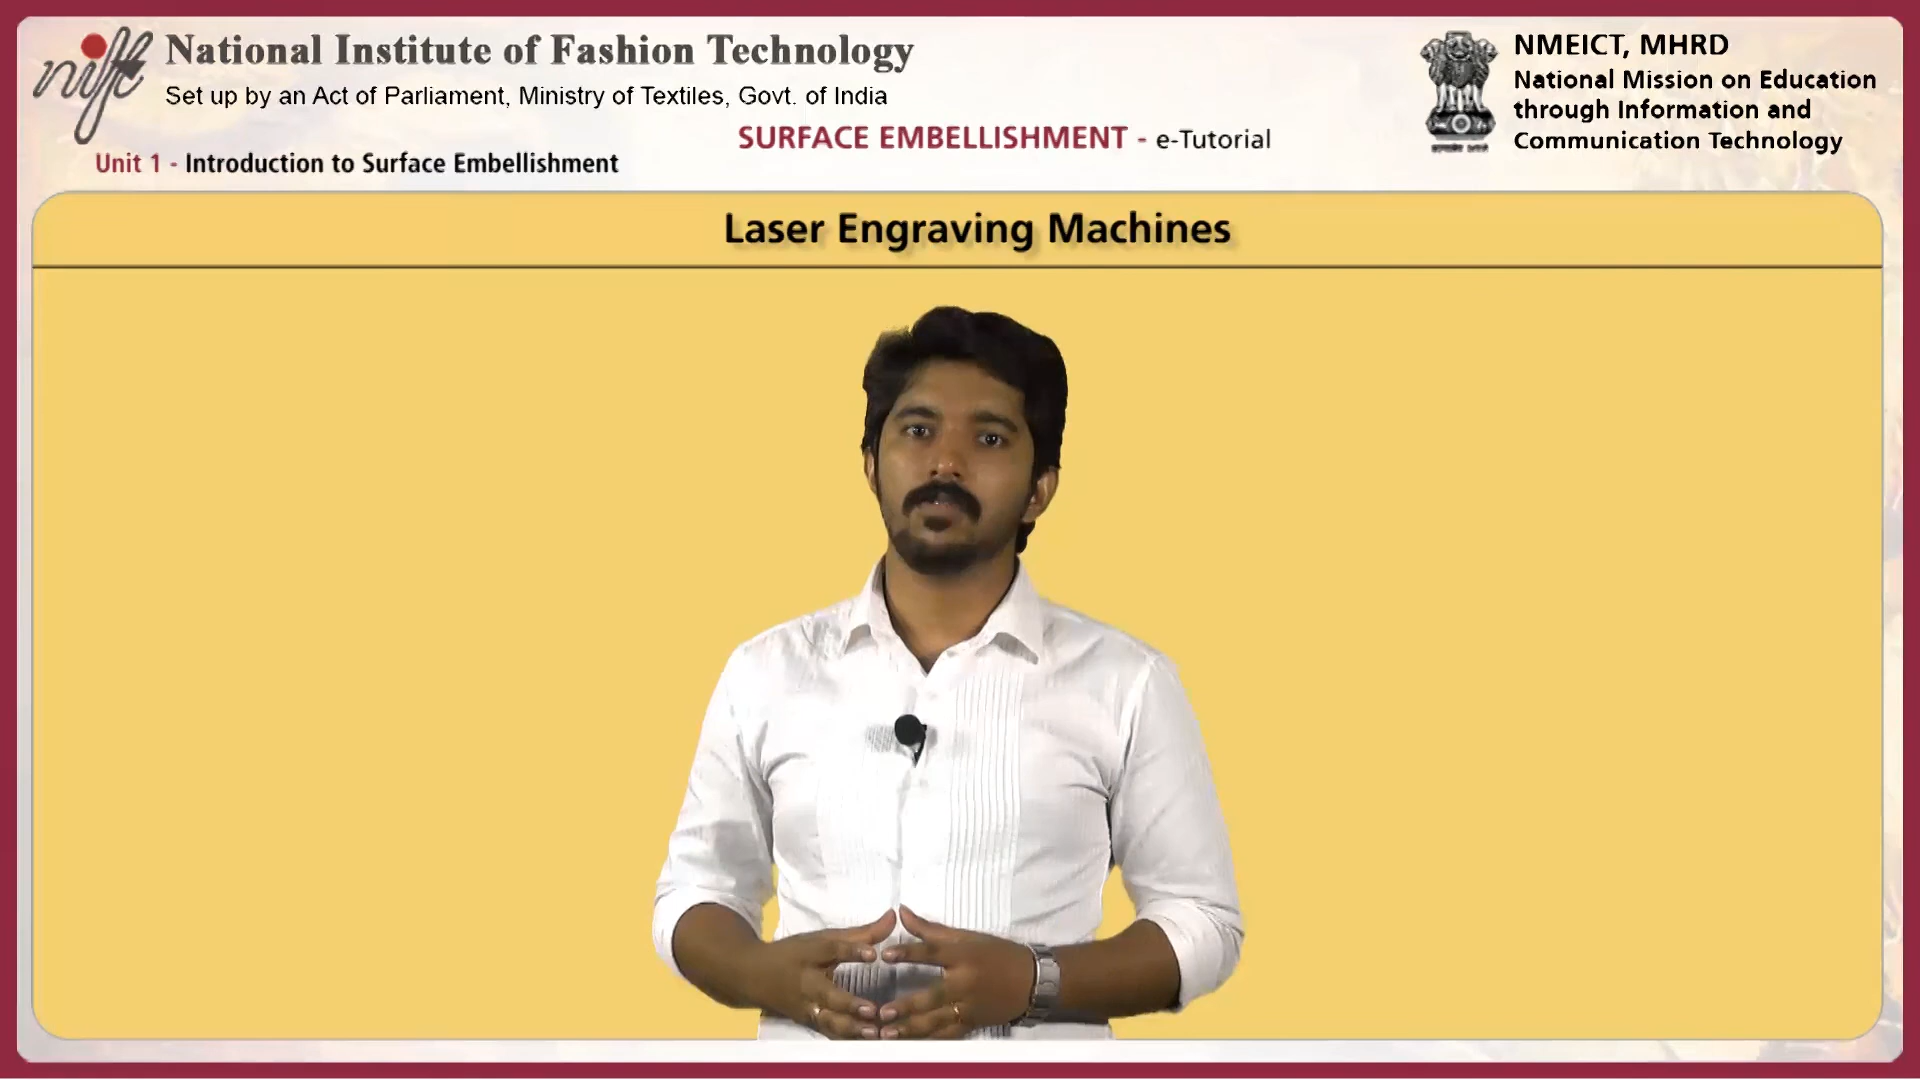 nift
National Institute of Fashion Technology
Set up by an Act of Parliament, Ministry of Textiles, Govt. of India
NMEICT, MHRD
National Mission on Education
through Information and
Communication Technology
SURFACE EMBELLISHMENT - e-Tutorial
Unit 1 - Introduction to Surface Embellishment
Laser Engraving Machines